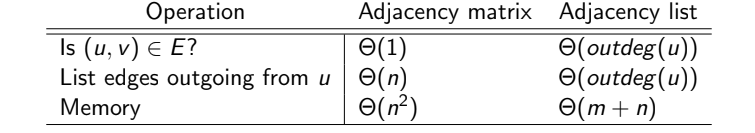 Operation Adjacency matrix Adjacency list
Is (u, v) ∈ E? Θ(1) Θ(outdeg(u))
List edges outgoing from u Θ(n) Θ(outdeg(u))
Memory Θ(n²) Θ(m + n)